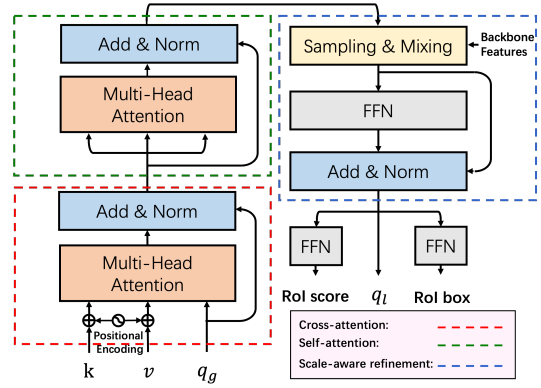 Add & Norm
Multi-Head
Attention
Add & Norm
Multi-Head
Attention
Positional
Encoding
k
v
q_g
Sampling & Mixing
Backbone
Features
FFN
Add & Norm
FFN
FFN
RoI score
q_l
RoI box
Cross-attention:
Self-attention:
Scale-aware refinement: